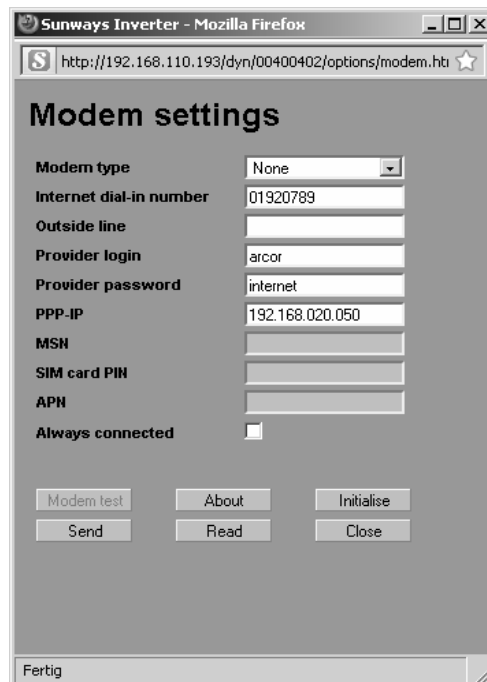 Sunways Inverter - Mozilla Firefox
http://192.168.110.193/dyn/00400402/options/modem.ht
Modem settings
Modem type None
Internet dial-in number 01920789
Outside line
Provider login arcor
Provider password internet
PPP-IP 192.168.020.050
MSN
SIM card PIN
APN
Always connected
Modem test About Initialise
Send Read Close
Fertig